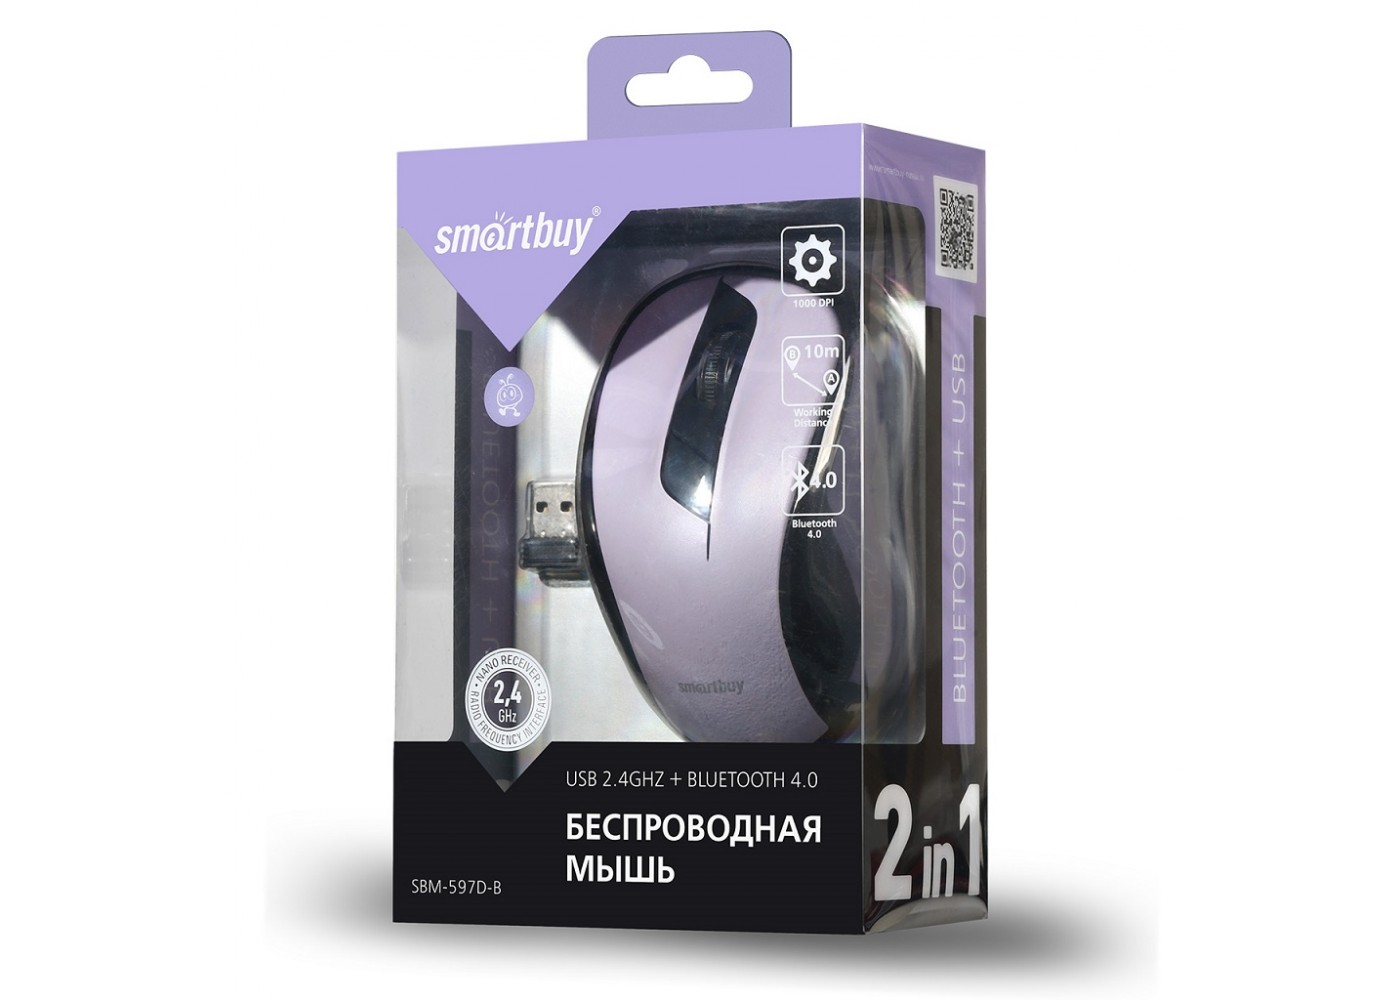 smartbuy®
1000 DPI
B 10m
A
Working
Distance
4.0
Bluetooth
4.0
smartbuy
NANO RECEIVER
2,4
GHz
RADIO FREQUENCY INTERFACE
USB 2.4GHZ + BLUETOOTH 4.0
БЕСПРОВОДНАЯ
МЫШЬ
SBM-597D-B
BLUETOOTH + USB
2 in 1